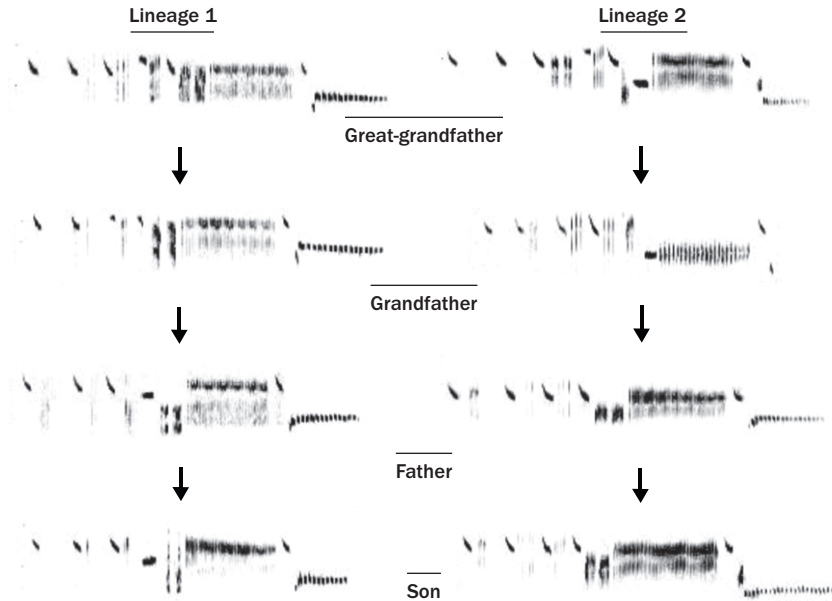 Lineage 1
Lineage 2
Great-grandfather
Grandfather
Father
Son